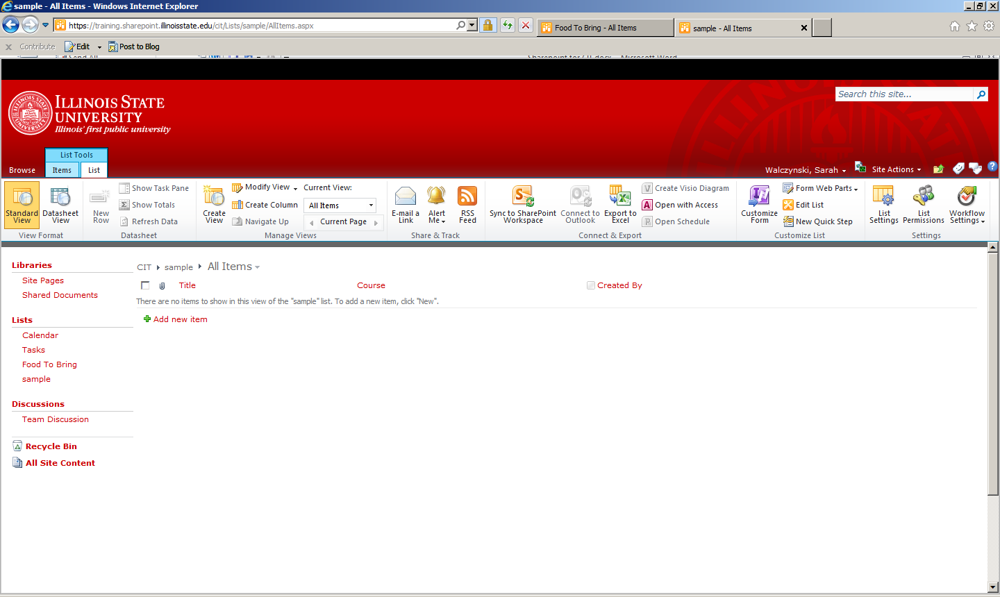 sample - All Items - Windows Internet Explorer
https://training.sharepoint.illinoisstate.edu/cit/Lists/sample/AllItems.aspx
Food To Bring - All Items
sample - All Items
x Contribute Edit Post to Blog
Sharepoint for CIT.docx - Microsoft Word
ILLINOIS STATE
UNIVERSITY
Illinois' first public university
Search this site...
List Tools
Browse Items List
Walczynski, Sarah Site Actions
Standard View
Datasheet View
View Format
New Row
Show Task Pane
Show Totals
Refresh Data
Datasheet
Create View
Modify View
Create Column
Navigate Up
Current View:
All Items
Current Page
Manage Views
E-mail a Link
Alert Me
RSS Feed
Share & Track
Sync to SharePoint Workspace
Connect to Outlook
Export to Excel
Create Visio Diagram
Open with Access
Open Schedule
Connect & Export
Customize Form
Form Web Parts
Edit List
New Quick Step
Customize List
List Settings
List Permissions
Workflow Settings
Settings
Libraries
Site Pages
Shared Documents
Lists
Calendar
Tasks
Food To Bring
sample
Discussions
Team Discussion
Recycle Bin
All Site Content
CIT sample All Items
Title Course Created By
There are no items to show in this view of the "sample" list. To add a new item, click "New".
Add new item